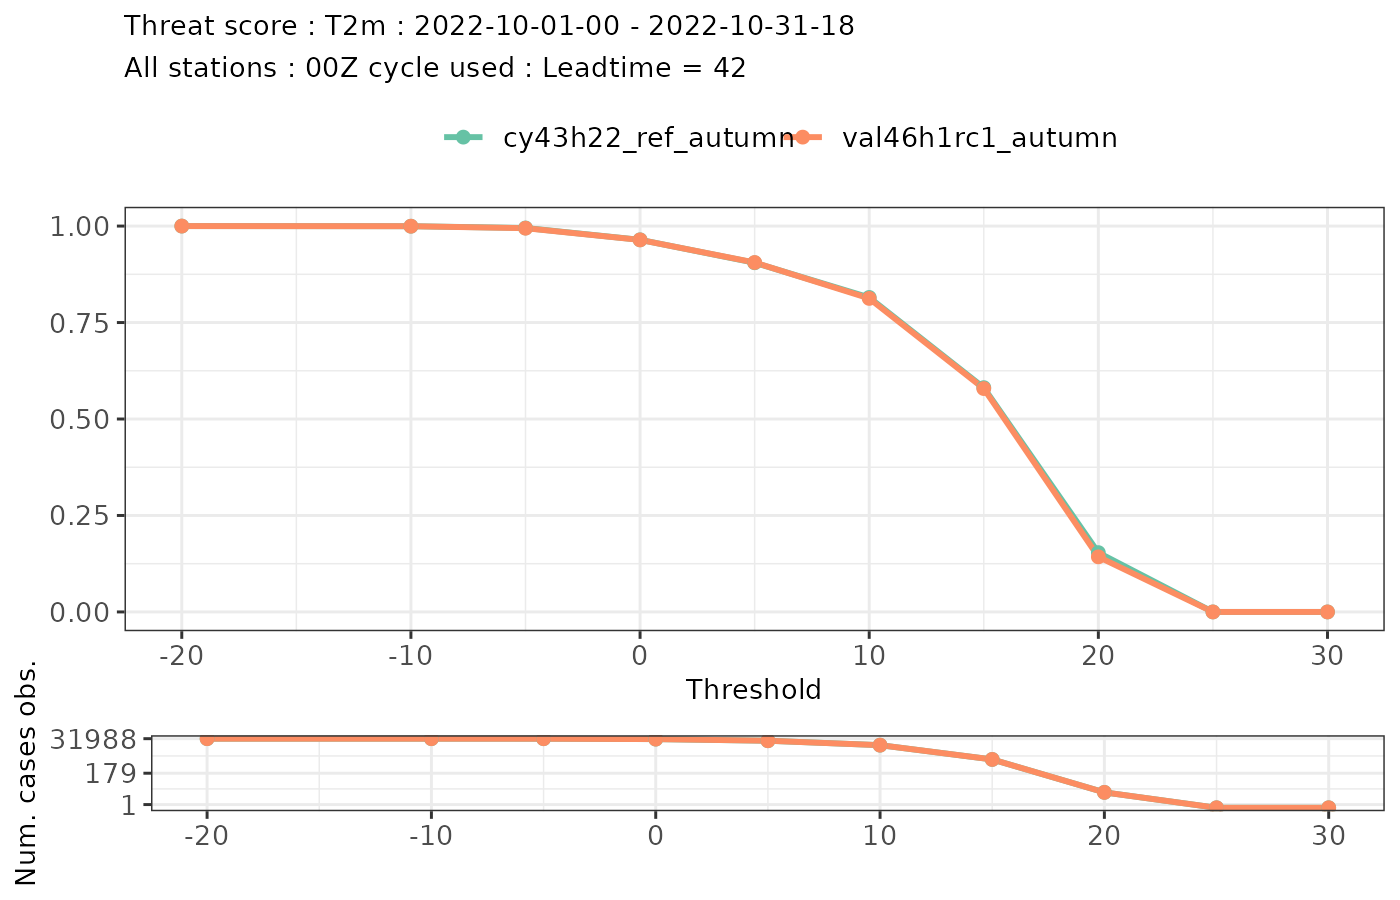 Threat score : T2m : 2022-10-01-00 - 2022-10-31-18
All stations : 00Z cycle used : Leadtime = 42
cy43h22_ref_autumn val46h1rc1_autumn
1.00
0.75
0.50
0.25
0.00
-20 -10 0 10 20 30
Threshold
Num. cases obs.
31988
179
1
-20 -10 0 10 20 30